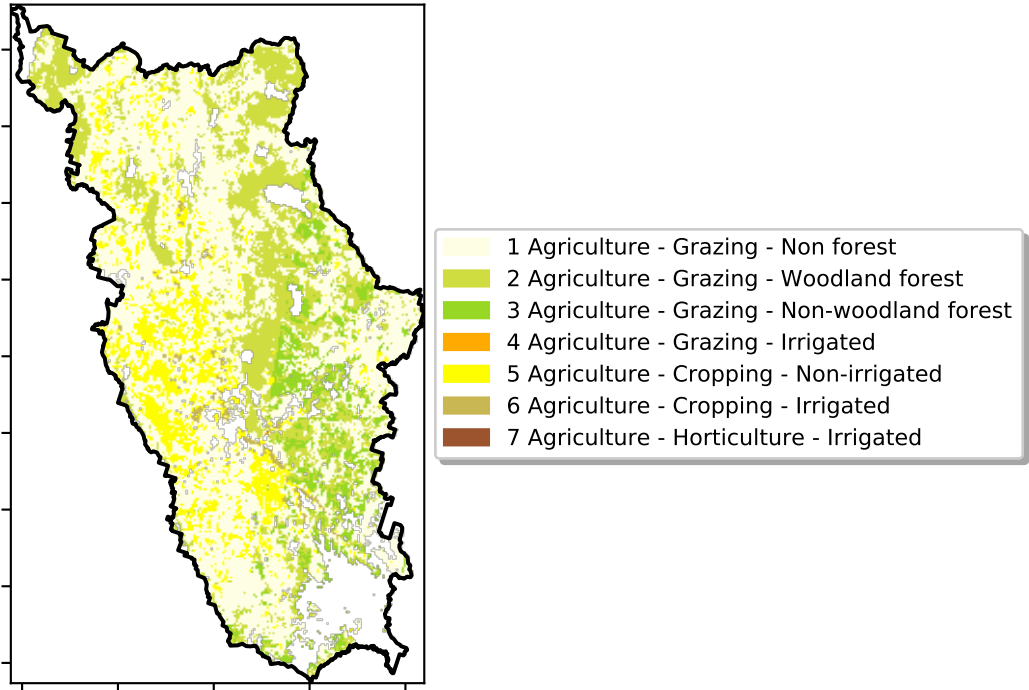 1 Agriculture - Grazing - Non forest
2 Agriculture - Grazing - Woodland forest
3 Agriculture - Grazing - Non-woodland forest
4 Agriculture - Grazing - Irrigated
5 Agriculture - Cropping - Non-irrigated
6 Agriculture - Cropping - Irrigated
7 Agriculture - Horticulture - Irrigated